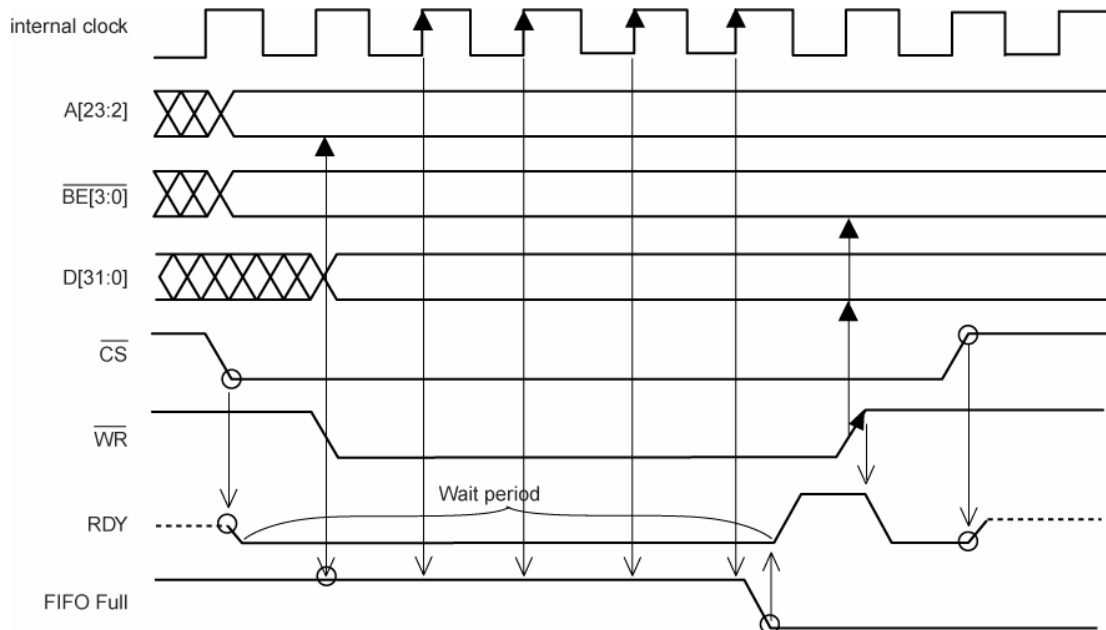 internal clock
A[23:2]
BE[3:0]
D[31:0]
CS
WR
Wait period
RDY
FIFO Full